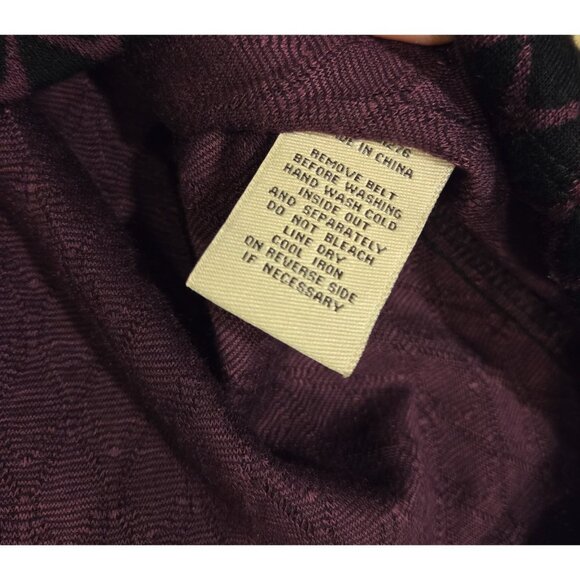 IN CHINA
REMOVE BELT
BEFORE WASHING
HAND WASH COLD
INSIDE OUT
AND SEPARATELY
DO NOT BLEACH
LINE DRY
COOL IRON
ON REVERSE SIDE
IF NECESSARY